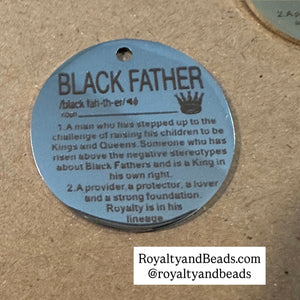 BLACK FATHER
/black fah-th-er/
noun
1.A man who has stepped up to the
challenge of raising his children to be
Kings and Queens. Someone who has
risen above the negative stereotypes
about Black Fathers and is a King in
his own right.
2.A provider, a protector, a lover
and a strong foundation.
Royalty is in his
lineage.
RoyaltyandBeads.com
@royaltyandbeads